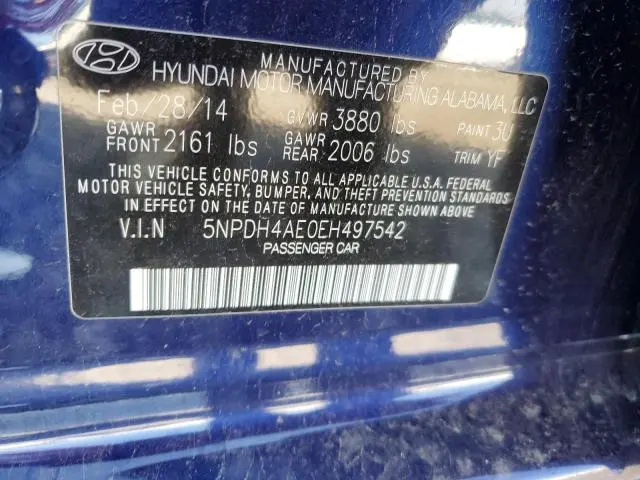 MANUFACTURED BY
HYUNDAI MOTOR MANUFACTURING ALABAMA, LLC
Feb/28/14 GVWR 3880 lbs PAINT 3U
GAWR FRONT 2161 lbs GAWR REAR 2006 lbs TRIM YF
THIS VEHICLE CONFORMS TO ALL APPLICABLE U.S.A. FEDERAL
MOTOR VEHICLE SAFETY, BUMPER, AND THEFT PREVENTION STANDARDS
IN EFFECT ON THE DATE OF MANUFACTURE SHOWN ABOVE.
V.I.N 5NPDH4AE0EH497542
PASSENGER CAR